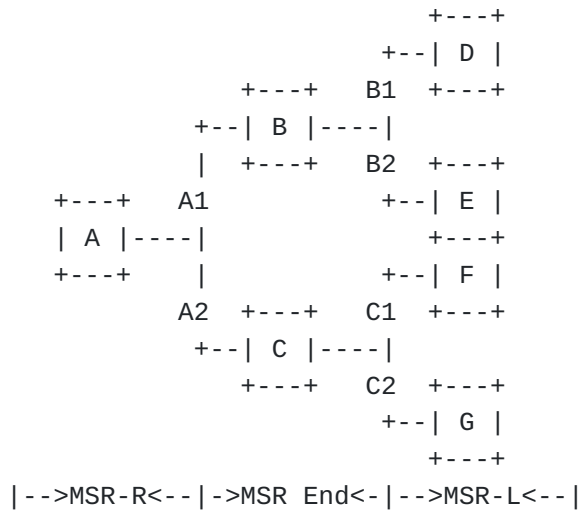 +---+
                    +--| D |
             +---+  B1 +---+
          +--| B |----|
          |  +---+  B2 +---+
   +---+ A1         +--| E |
   | A |----|          +---+
   +---+    |       +--| F |
         A2  +---+  C1 +---+
          +--| C |----|
             +---+  C2 +---+
                    +--| G |
                       +---+
|-->MSR-R<--|->MSR End<-|-->MSR-L<--|